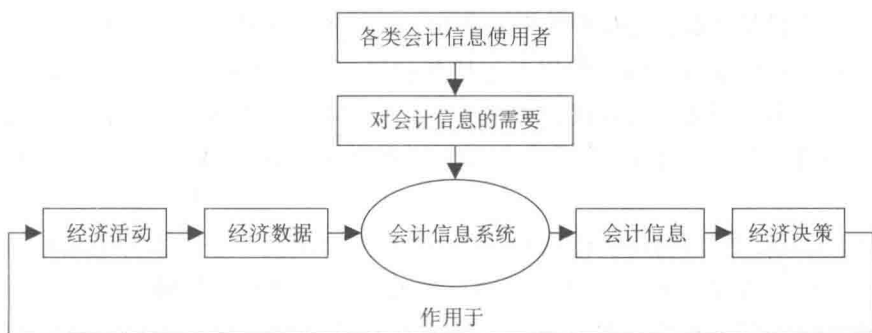 各类会计信息使用者
对会计信息的需要
经济活动
经济数据
会计信息系统
会计信息
经济决策
作用于